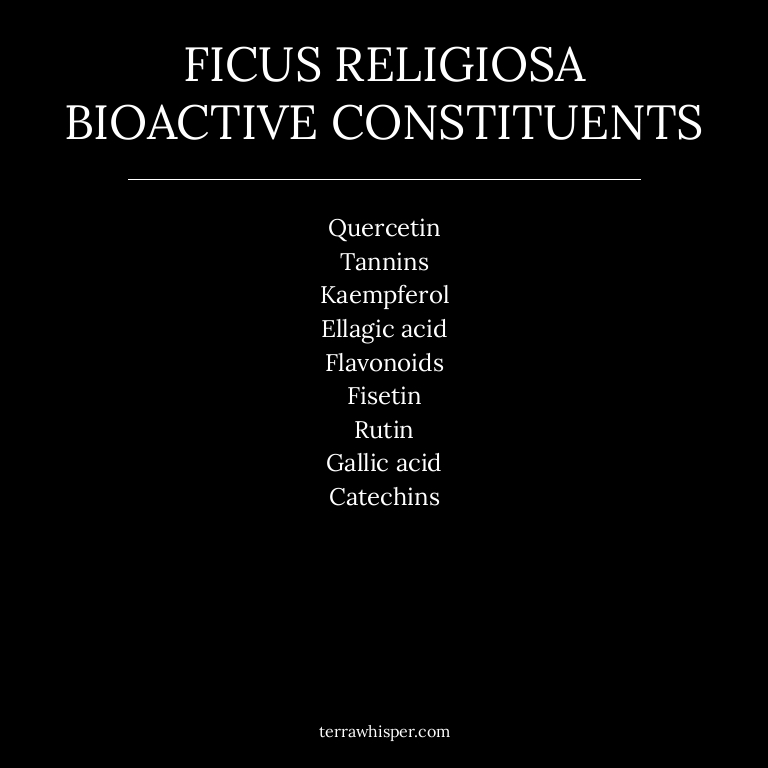 FICUS RELIGIOSA
BIOACTIVE CONSTITUENTS
Quercetin
Tannins
Kaempferol
Ellagic acid
Flavonoids
Fisetin
Rutin
Gallic acid
Catechins
terrawhisper.com